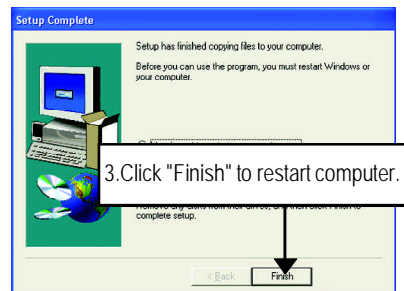 Setup Complete
Setup has finished copying files to your computer.
Before you can use the program, you must restart Windows or
your computer.
3.Click "Finish" to restart computer.
complete setup.
< Back
Finish